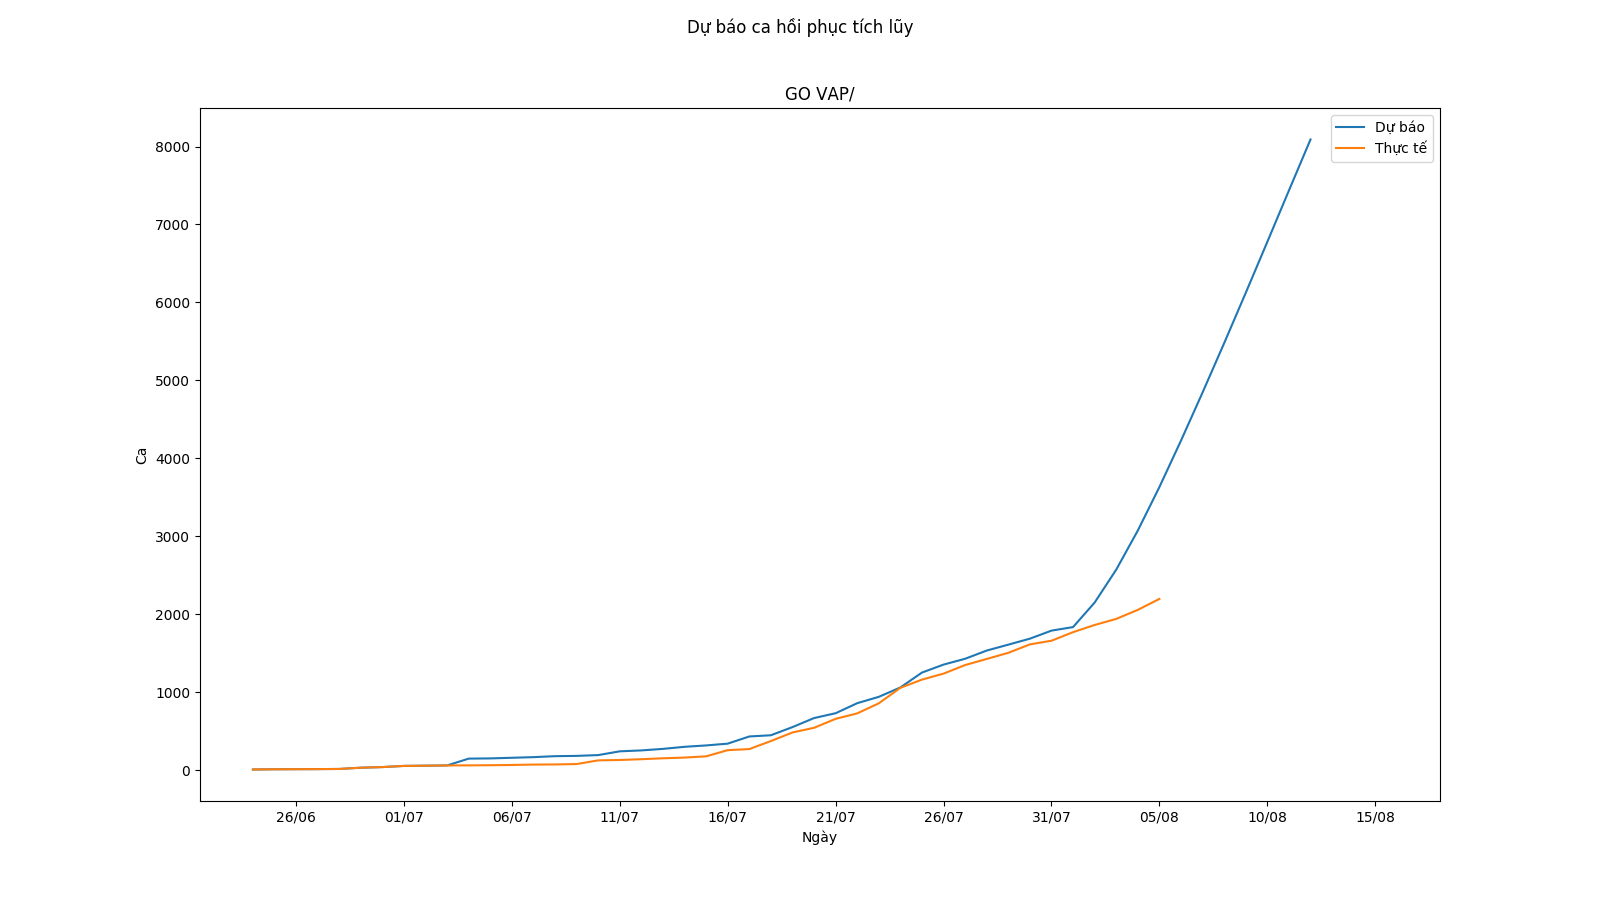 Dự báo ca hồi phục tích lũy
GO VAP/
Dự báo
Thực tế
8000
7000
6000
5000
4000
3000
2000
1000
0
Ca
26/06 01/07 06/07 11/07 16/07 21/07 26/07 31/07 05/08 10/08 15/08
Ngày